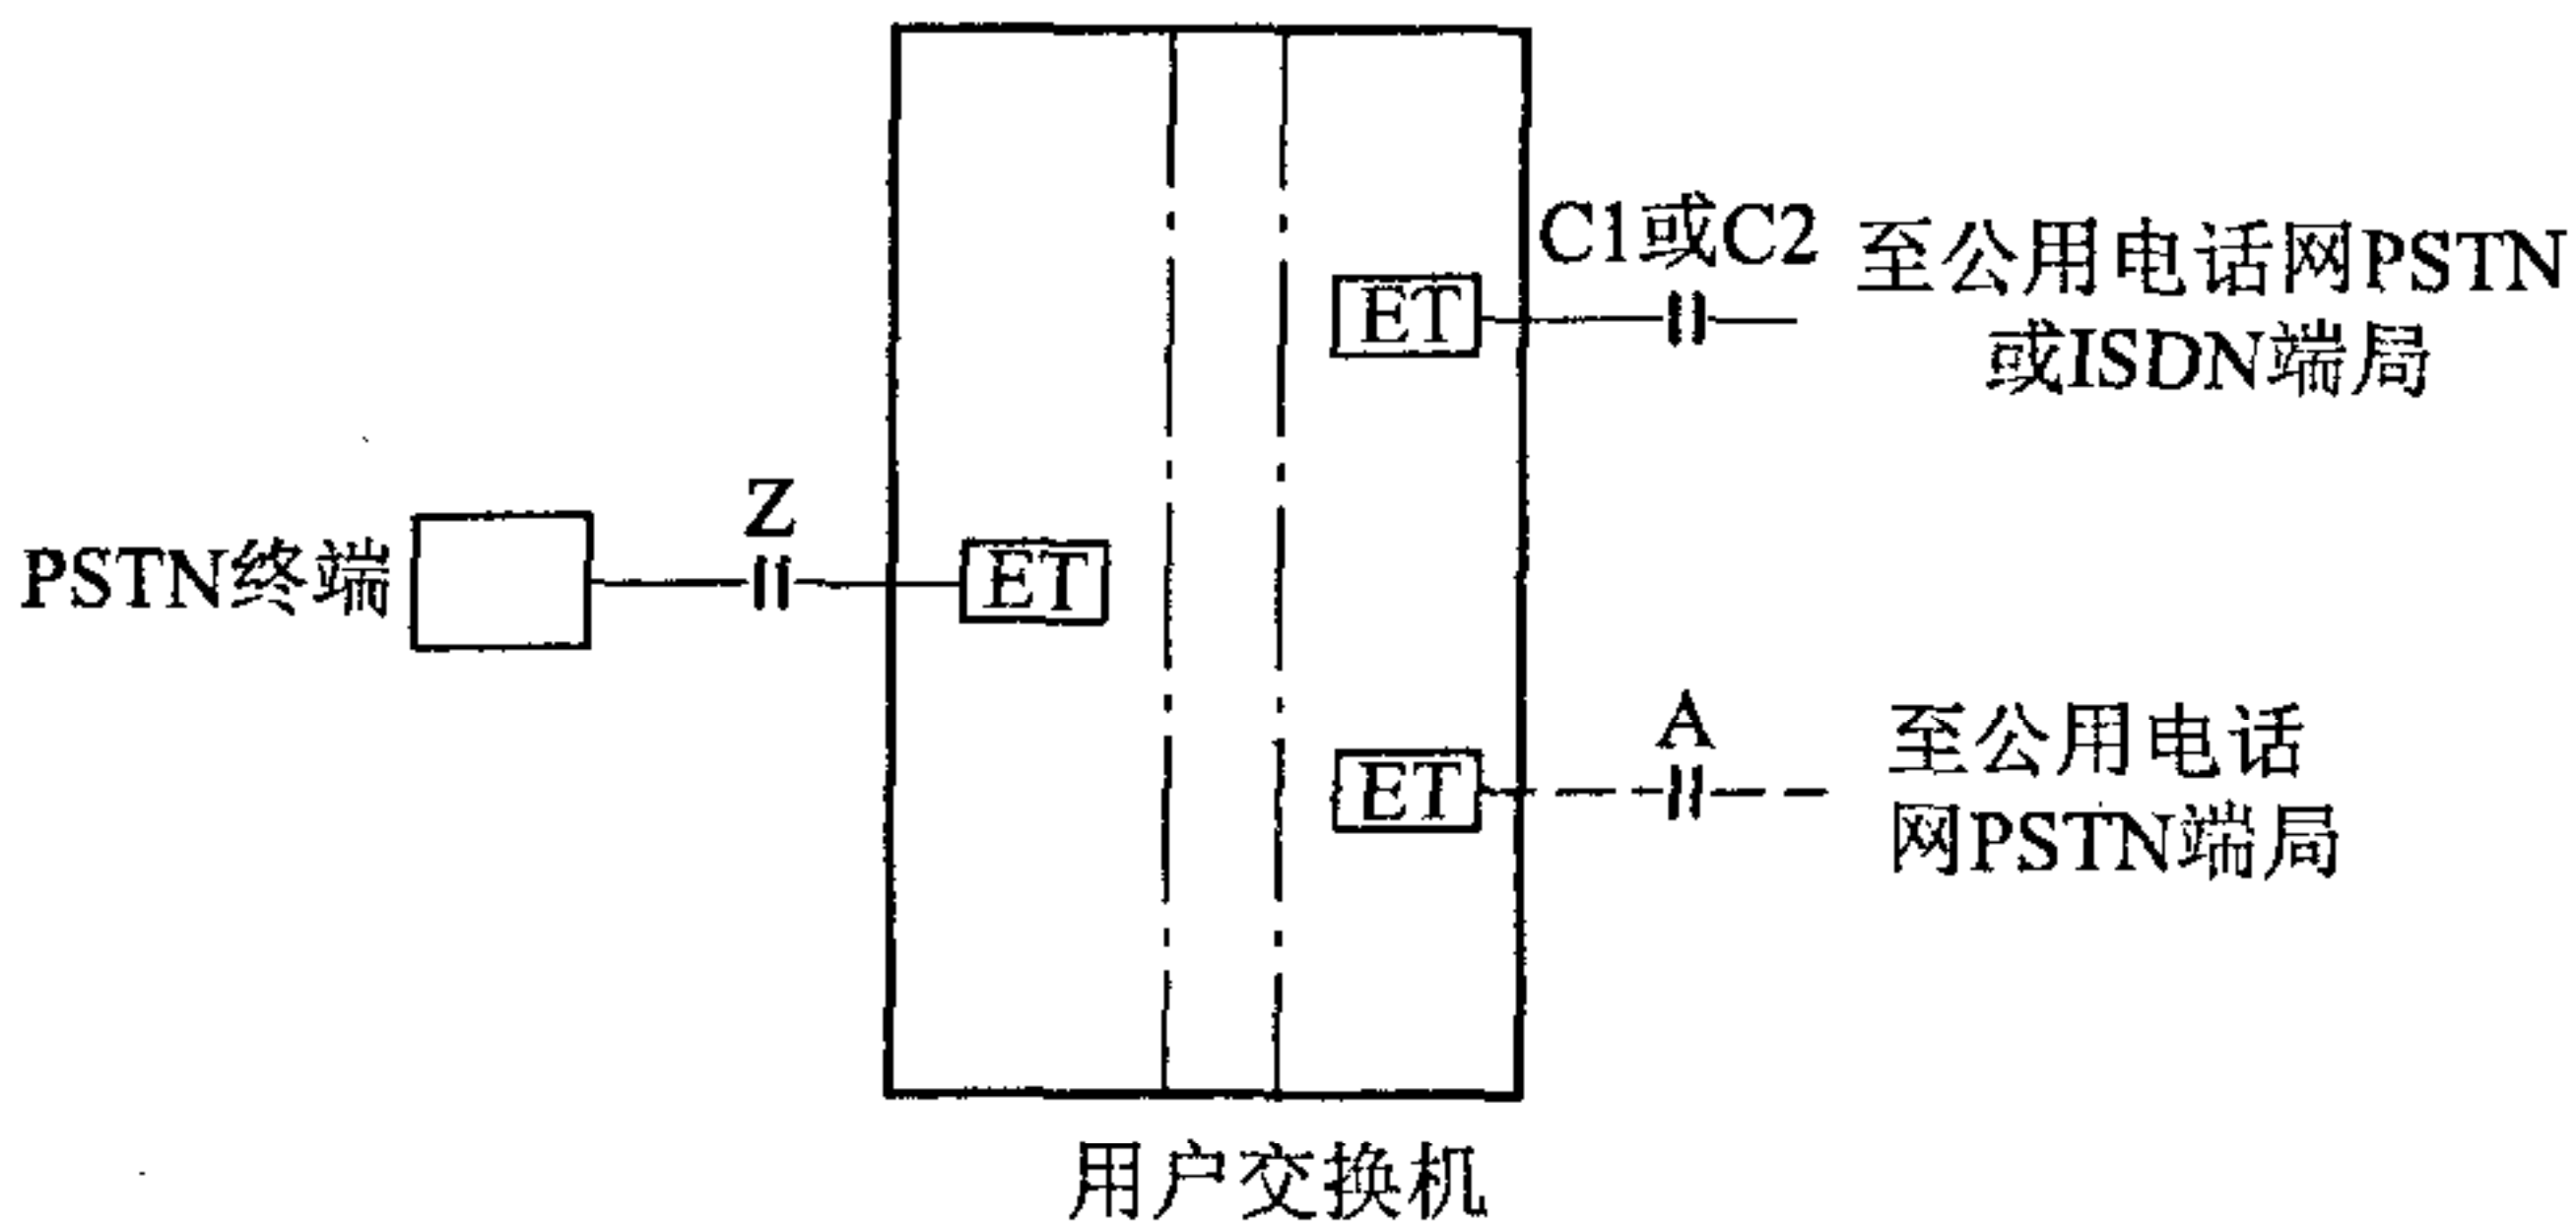 C1或C2
至公用电话网PSTN
或ISDN端局
ET
Z
PSTN终端
ET
A
至公用电话
网PSTN端局
ET
用户交换机